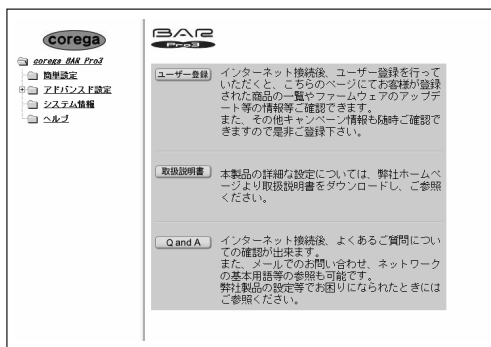 corega
corega BAR Pro3
簡単設定
アドバンスド設定
システム情報
ヘルプ
BAR
Pro3
ユーザー登録
インターネット接続後、ユーザー登録を行って
いただくと、こちらのページにてお客様が登録
された商品の一覧やファームウェアのアップデ
ート等の情報等ご確認できます。
また、その他キャンペーン情報も随時ご確認で
きますので是非ご登録下さい。
取扱説明書
本製品の詳細な設定については、弊社ホームペ
ージより取扱説明書をダウンロードし、ご参照
ください。
Q and A
インターネット接続後、よくあるご質問につい
ての確認が出来ます。
また、メールでのお問い合わせ、ネットワーク
の基本用語等の参照も可能です。
弊社製品の設定等でお困りになられたときには
ご参照ください。